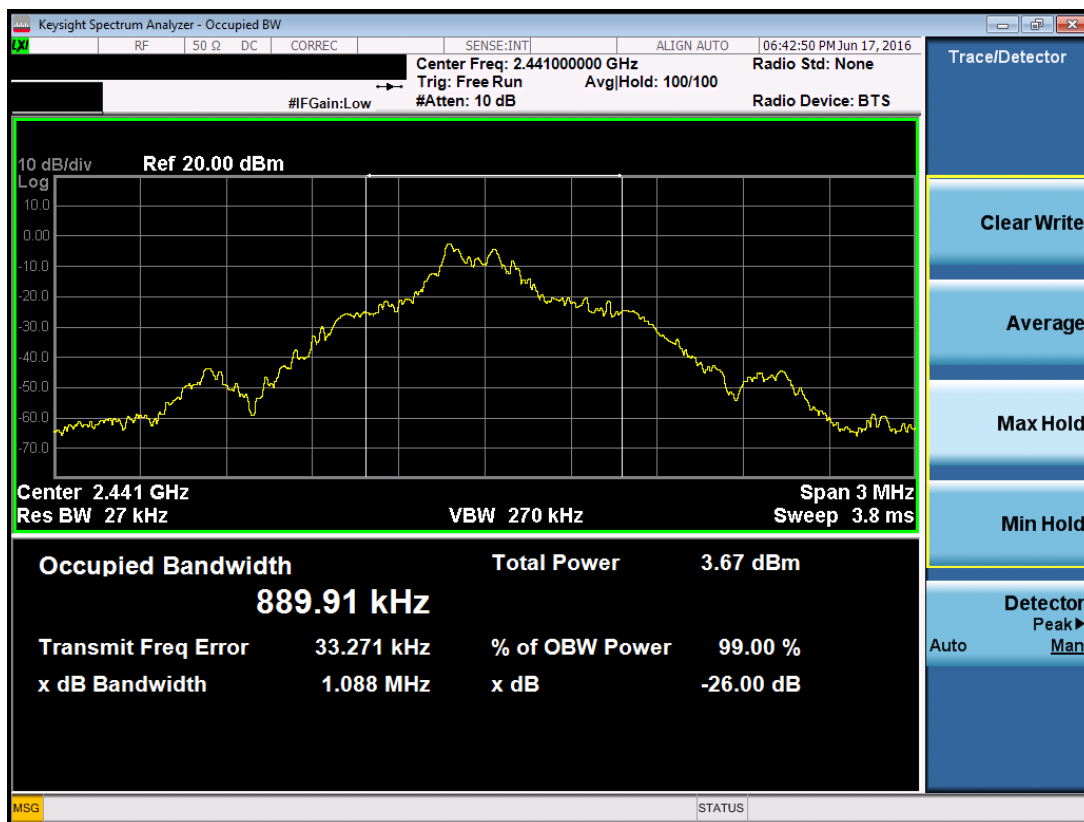 Keysight Spectrum Analyzer - Occupied BW
LXI RF 50 Ω DC CORREC SENSE:INT ALIGN AUTO 06:42:50 PM Jun 17, 2016
Center Freq: 2.441000000 GHz Radio Std: None
Trig: Free Run Avg|Hold: 100/100
#IFGain:Low #Atten: 10 dB Radio Device: BTS
Trace/Detector
10 dB/div Ref 20.00 dBm
Log
10.0
0.00
-10.0
-20.0
-30.0
-40.0
-50.0
-60.0
-70.0
Center 2.441 GHz Span 3 MHz
Res BW 27 kHz VBW 270 kHz Sweep 3.8 ms
Occupied Bandwidth Total Power 3.67 dBm
889.91 kHz
Transmit Freq Error 33.271 kHz % of OBW Power 99.00 %
x dB Bandwidth 1.088 MHz x dB -26.00 dB
Clear Write
Average
Max Hold
Min Hold
Detector
Peak▶
Auto Man
MSG STATUS